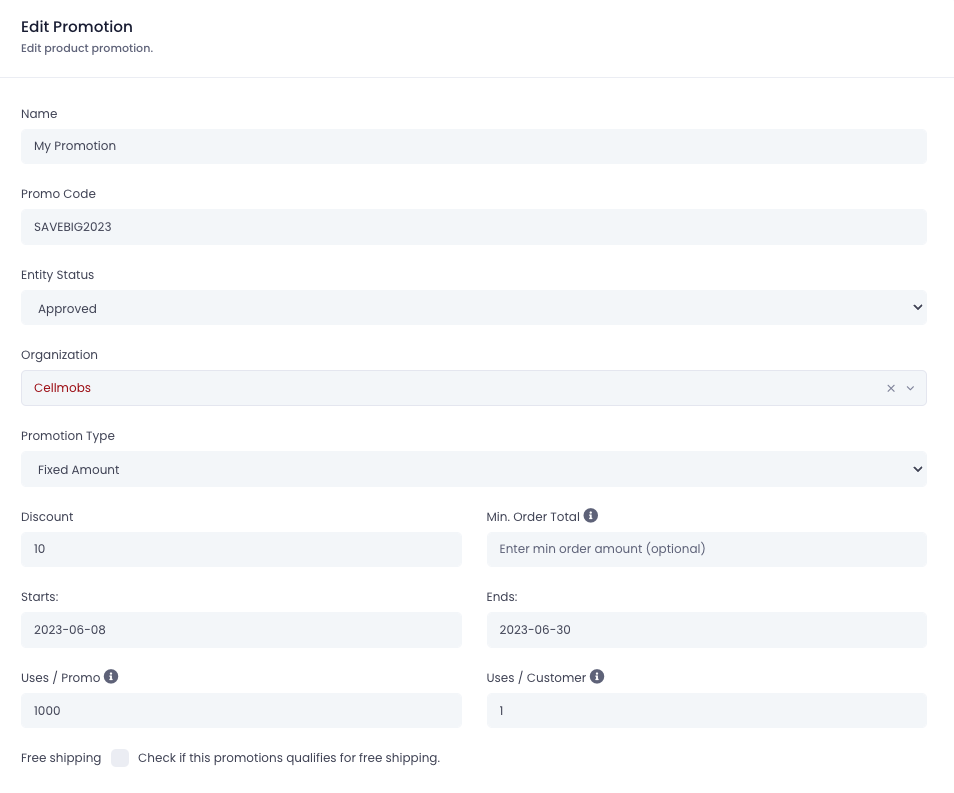 Edit Promotion
Edit product promotion.
Name
My Promotion
Promo Code
SAVEBIG2023
Entity Status
Approved
Organization
Cellmobs
Promotion Type
Fixed Amount
Discount
Min. Order Total
10
Enter min order amount (optional)
Starts:
Ends:
2023-06-08
2023-06-30
Uses / Promo
Uses / Customer
1000
1
Free shipping Check if this promotions qualifies for free shipping.